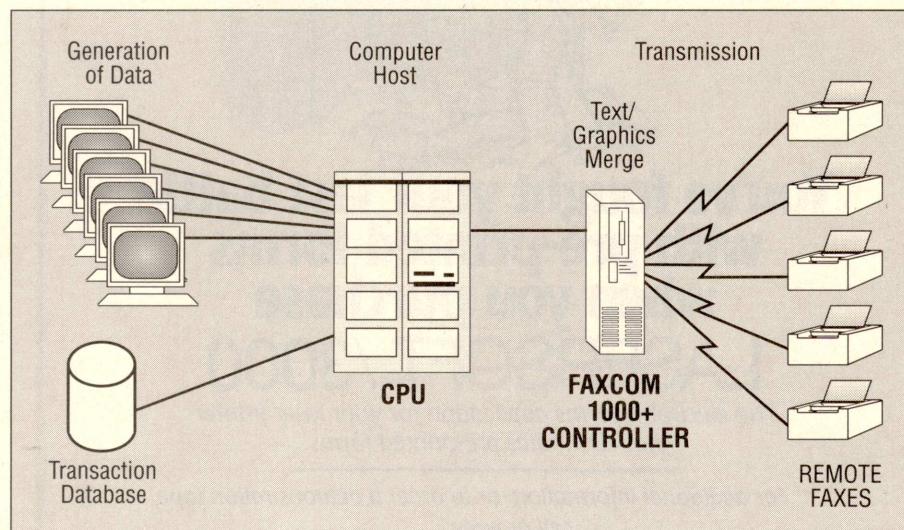 Generation
of Data
Computer
Host
Transmission
Text/
Graphics
Merge
CPU
FAXCOM
1000+
CONTROLLER
Transaction
Database
REMOTE
FAXES